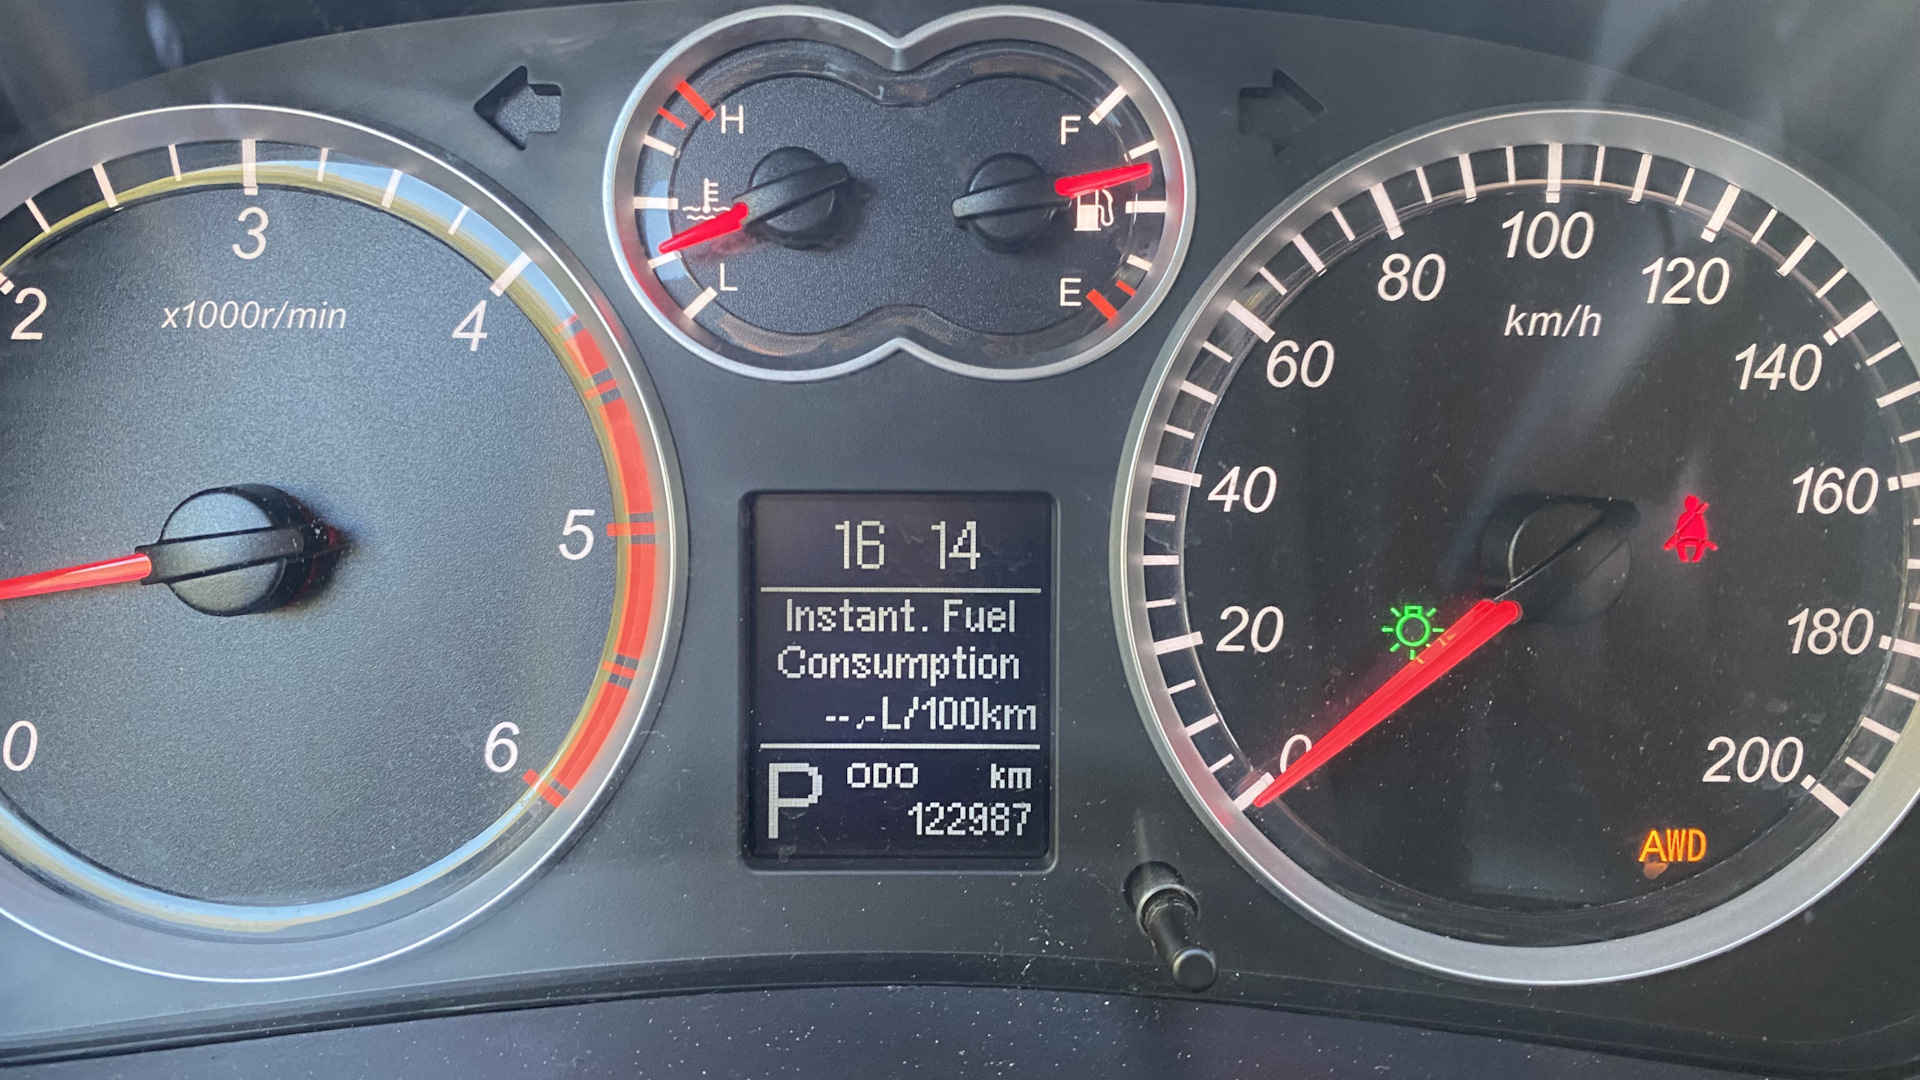 H
F
L
E
2
3
4
x1000r/min
5
0
6
16 14
Instant. Fuel
Consumption
--,-L/100km
P ODO km
122987
100
80
120
km/h
60
140
40
160
20
180
0
200
AWD